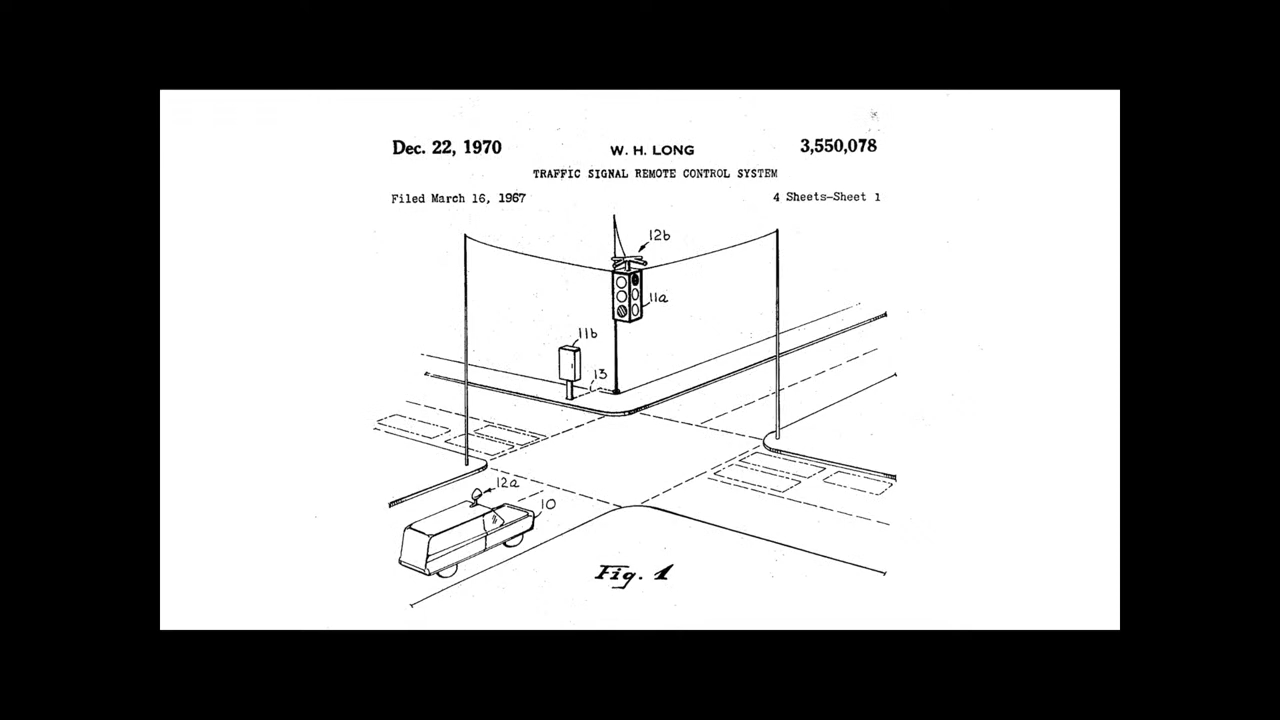 Dec. 22, 1970 W. H. LONG 3,550,078
TRAFFIC SIGNAL REMOTE CONTROL SYSTEM
Filed March 16, 1967 4 Sheets-Sheet 1
12b
11a
11b
13
12a
10
Fig. 1